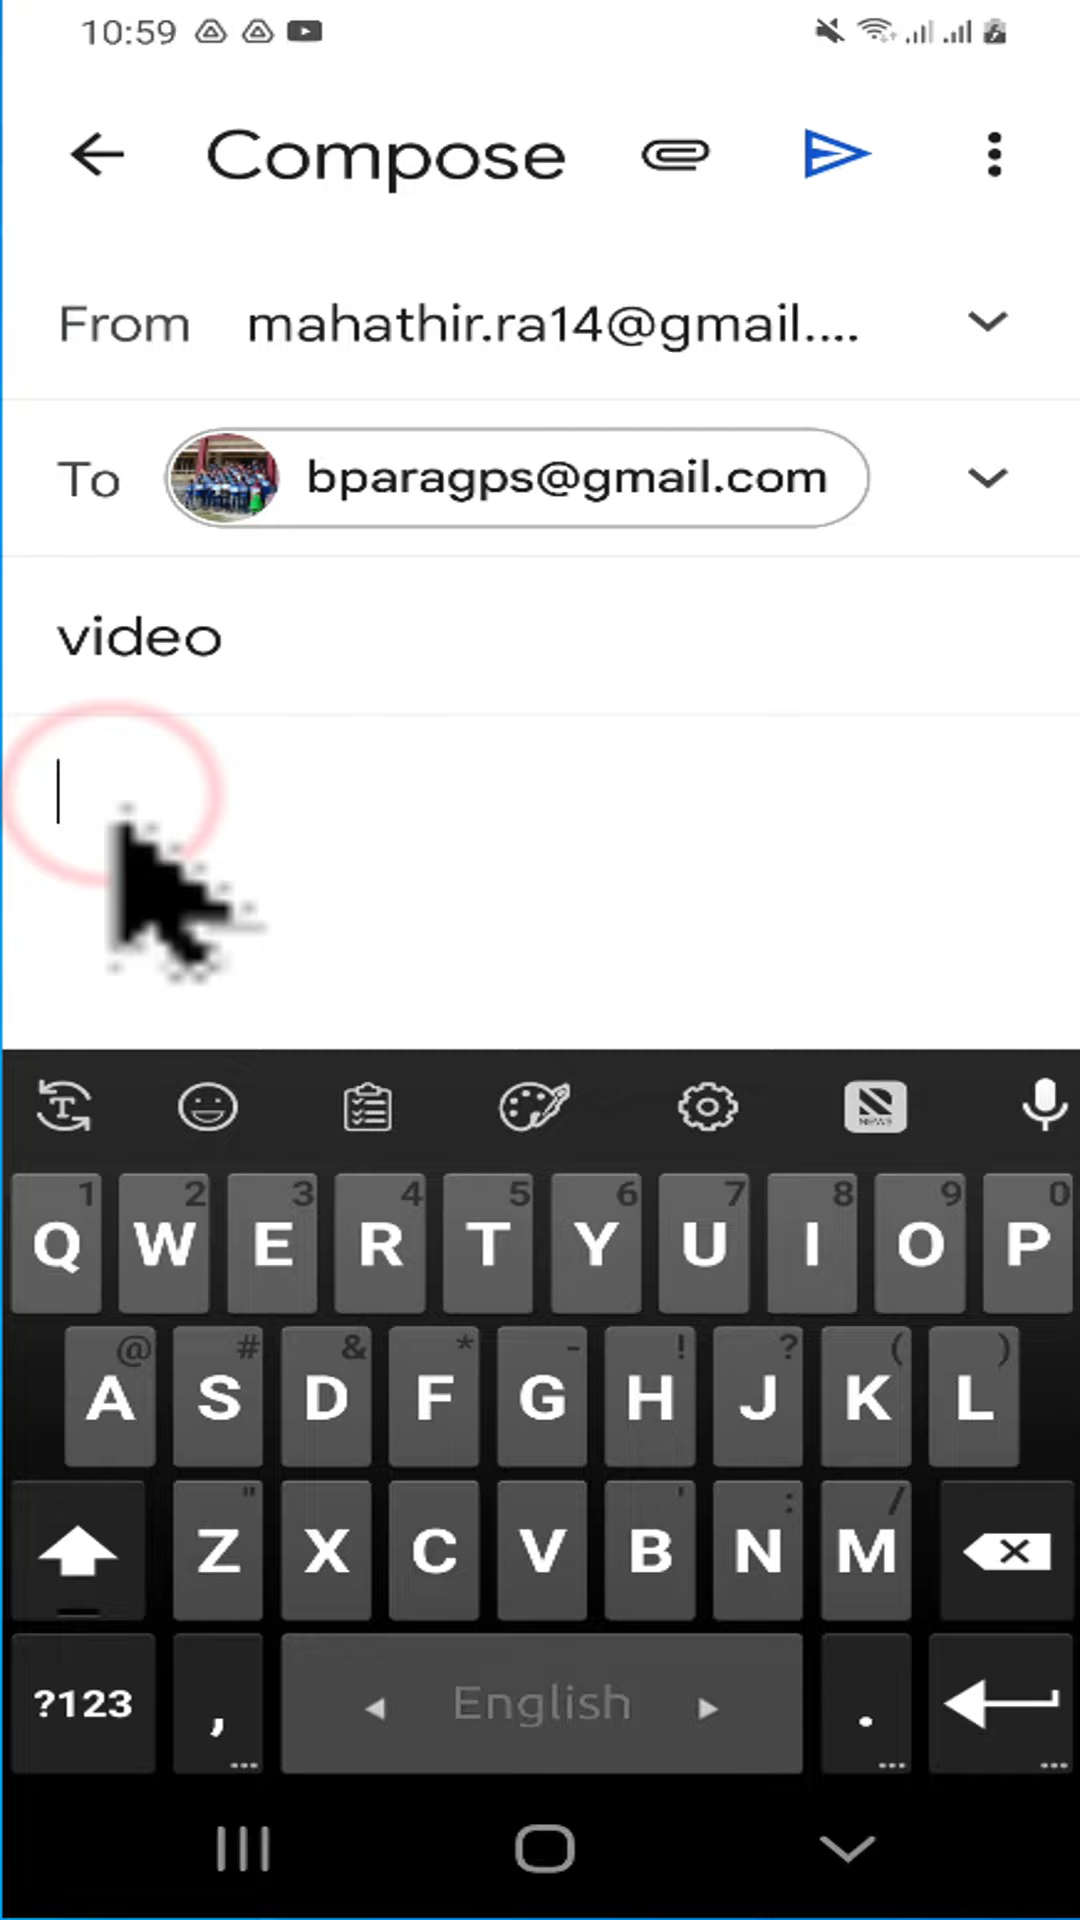 10:59
Compose
From mahathir.ra14@gmail....
To bparagps@gmail.com
video
T NEWS
1 2 3 4 5 6 7 8 9 0
Q W E R T Y U I O P
@ # & * - ! ? ( )
A S D F G H J K L
" ' : /
Z X C V B N M
?123 , ◂ English ▸ .